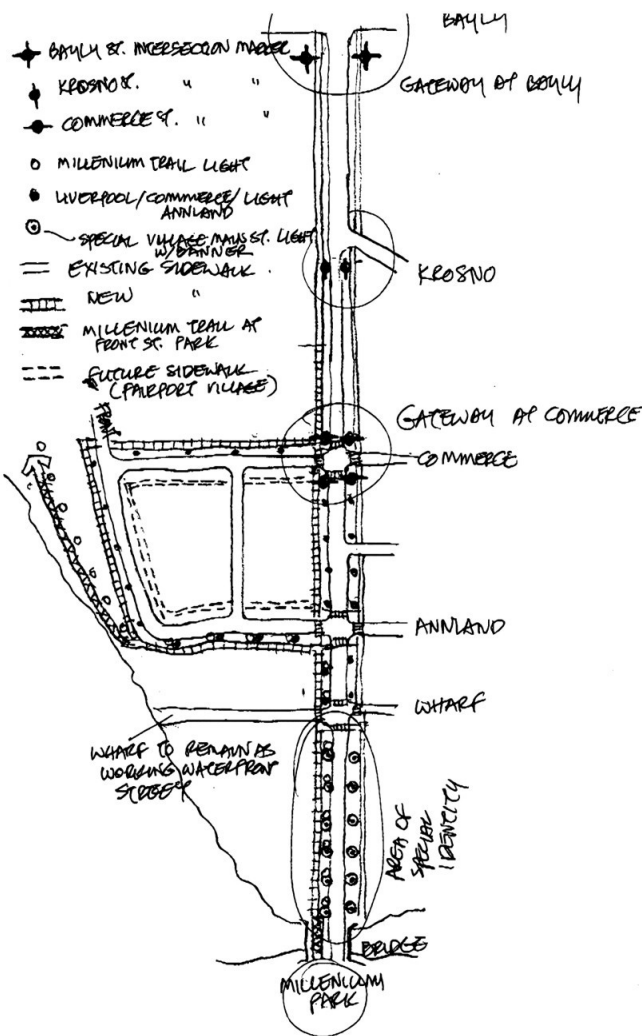 BAYLY
BAYLY ST. INTERSECTION MARKER
KROSNO ST. " "
COMMERCE ST. " "
MILLENIUM TRAIL LIGHT
LIVERPOOL/COMMERCE/LIGHT
ANNLAND
SPECIAL VILLAGE MAIN ST. LIGHT
W/BANNER
EXISTING SIDEWALK
NEW "
MILLENIUM TRAIL AT
FRONT ST. PARK
FUTURE SIDEWALK
(FAIRPORT VILLAGE)
GATEWAY AT BAYLY
KROSNO
FRONT
GATEWAY AT COMMERCE
COMMERCE
ANNLAND
WHARF
WHARF TO REMAIN AS
WORKING WATERFRONT
STREET
AREA OF
SPECIAL
IDENTITY
BRIDGE
MILLENIUM
PARK